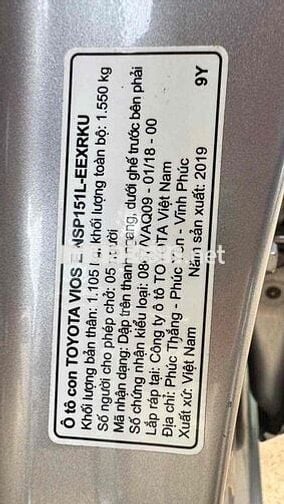 Ô tô con TOYOTA VIOS E NSP151L-EEXRKU
Khối lượng bản thân: 1.105 khối lượng toàn bộ: 1.550 kg
Số người cho phép chở: 05 người
Mã nhận dạng: Dập trên thanh ngang, dưới ghế trước bên phải
Số chứng nhận kiểu loại: /VAQ09 - 01/18 - 00
Lắp ráp tại: Công ty ô tô TOYOTA Việt Nam
Địa chỉ: Phúc Thắng - Phúc Yên - Vĩnh Phúc
Xuất xứ: Việt Nam Năm sản xuất: 2019
9Y